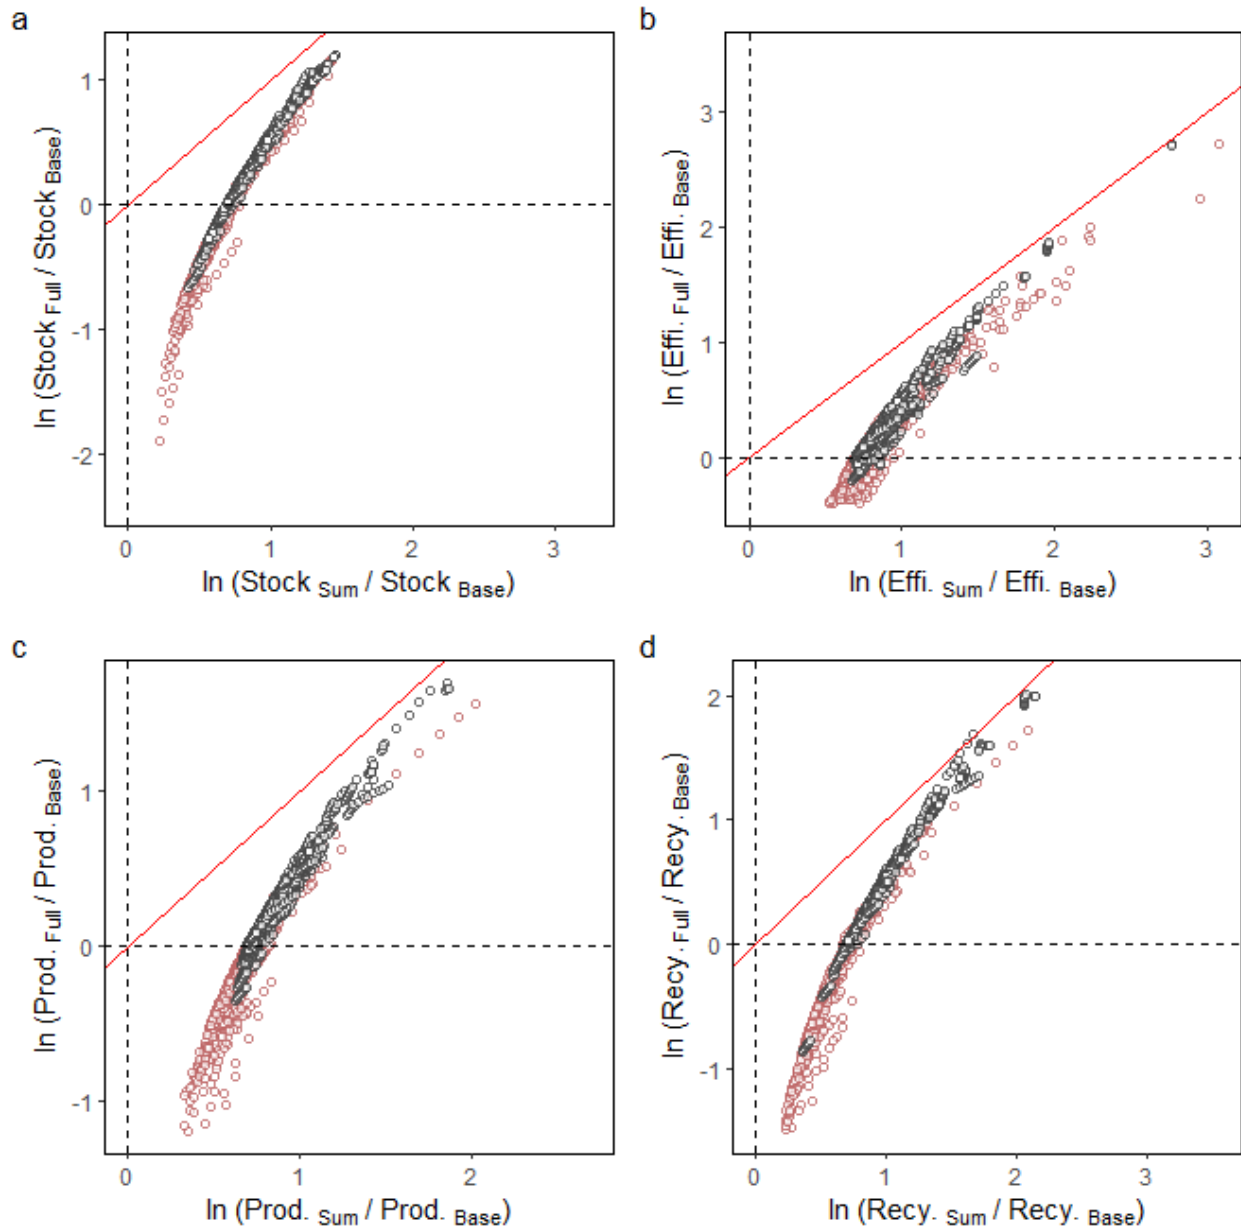 a
1
0
-1
-2
ln (Stock Full / Stock Base)
0
1
2
3
ln (Stock Sum / Stock Base)
b
3
2
1
0
ln (Effi. Full / Effi. Base)
0
1
2
3
ln (Effi. Sum / Effi. Base)
c
1
0
-1
ln (Prod. Full / Prod. Base)
0
1
2
ln (Prod. Sum / Prod. Base)
d
2
1
0
-1
ln (Recy. Full / Recy. Base)
0
1
2
3
ln (Recy. Sum / Recy. Base)